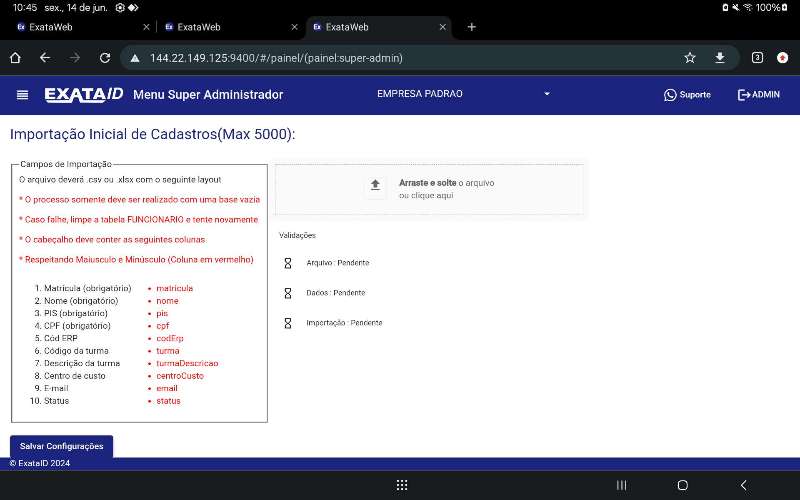 10:45 sex., 14 de jun.
100%
Ex ExataWeb
Ex ExataWeb
Ex ExataWeb
144.22.149.125:9400/#/painel/(painel:super-admin)
3
EXATAID Menu Super Administrador EMPRESA PADRAO Suporte ADMIN
Importação Inicial de Cadastros(Max 5000):
Campos de Importação
O arquivo deverá .csv ou .xlsx com o seguinte layout
* O processo somente deve ser realizado com uma base vazia
* Caso falhe, limpe a tabela FUNCIONARIO e tente novamente
* O cabeçalho deve conter as seguintes colunas
* Respeitando Maiusculo e Minúsculo (Coluna em vermelho)
1. Matrícula (obrigatório) • matricula
2. Nome (obrigatório) • nome
3. PIS (obrigatório) • pis
4. CPF (obrigatório) • cpf
5. Cód ERP • codErp
6. Código da turma • turma
7. Descrição da turma • turmaDescricao
8. Centro de custo • centroCusto
9. E-mail • email
10. Status • status
Arraste e solte o arquivo
ou clique aqui
Validações
Arquivo : Pendente
Dados : Pendente
Importação : Pendente
Salvar Configurações
© ExataID 2024